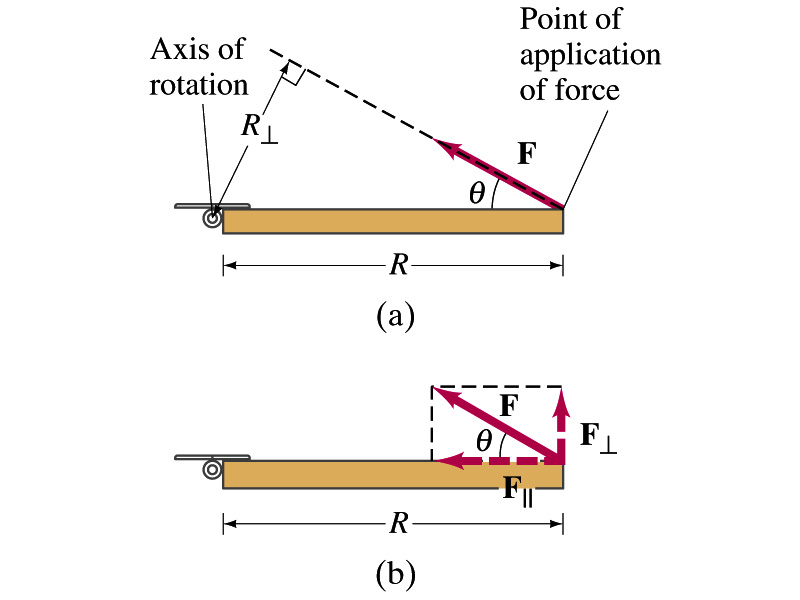 Axis of
rotation
Point of
application
of force
R⊥
F
θ
R
(a)
F
θ
F⊥
F∥
R
(b)